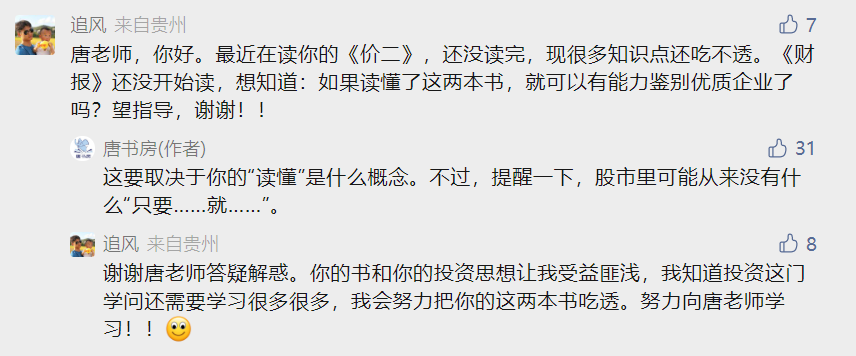 追风 来自贵州 7
唐老师，你好。最近在读你的《价二》，还没读完，现很多知识点还吃不透。《财
报》还没开始读，想知道：如果读懂了这两本书，就可以有能力鉴别优质企业了
吗？望指导，谢谢！！
唐书房(作者) 31
这要取决于你的“读懂”是什么概念。不过，提醒一下，股市里可能从来没有什
么“只要……就……”。
追风 来自贵州 8
谢谢唐老师答疑解惑。你的书和你的投资思想让我受益匪浅，我知道投资这门
学问还需要学习很多很多，我会努力把你的这两本书吃透。努力向唐老师学
习！！